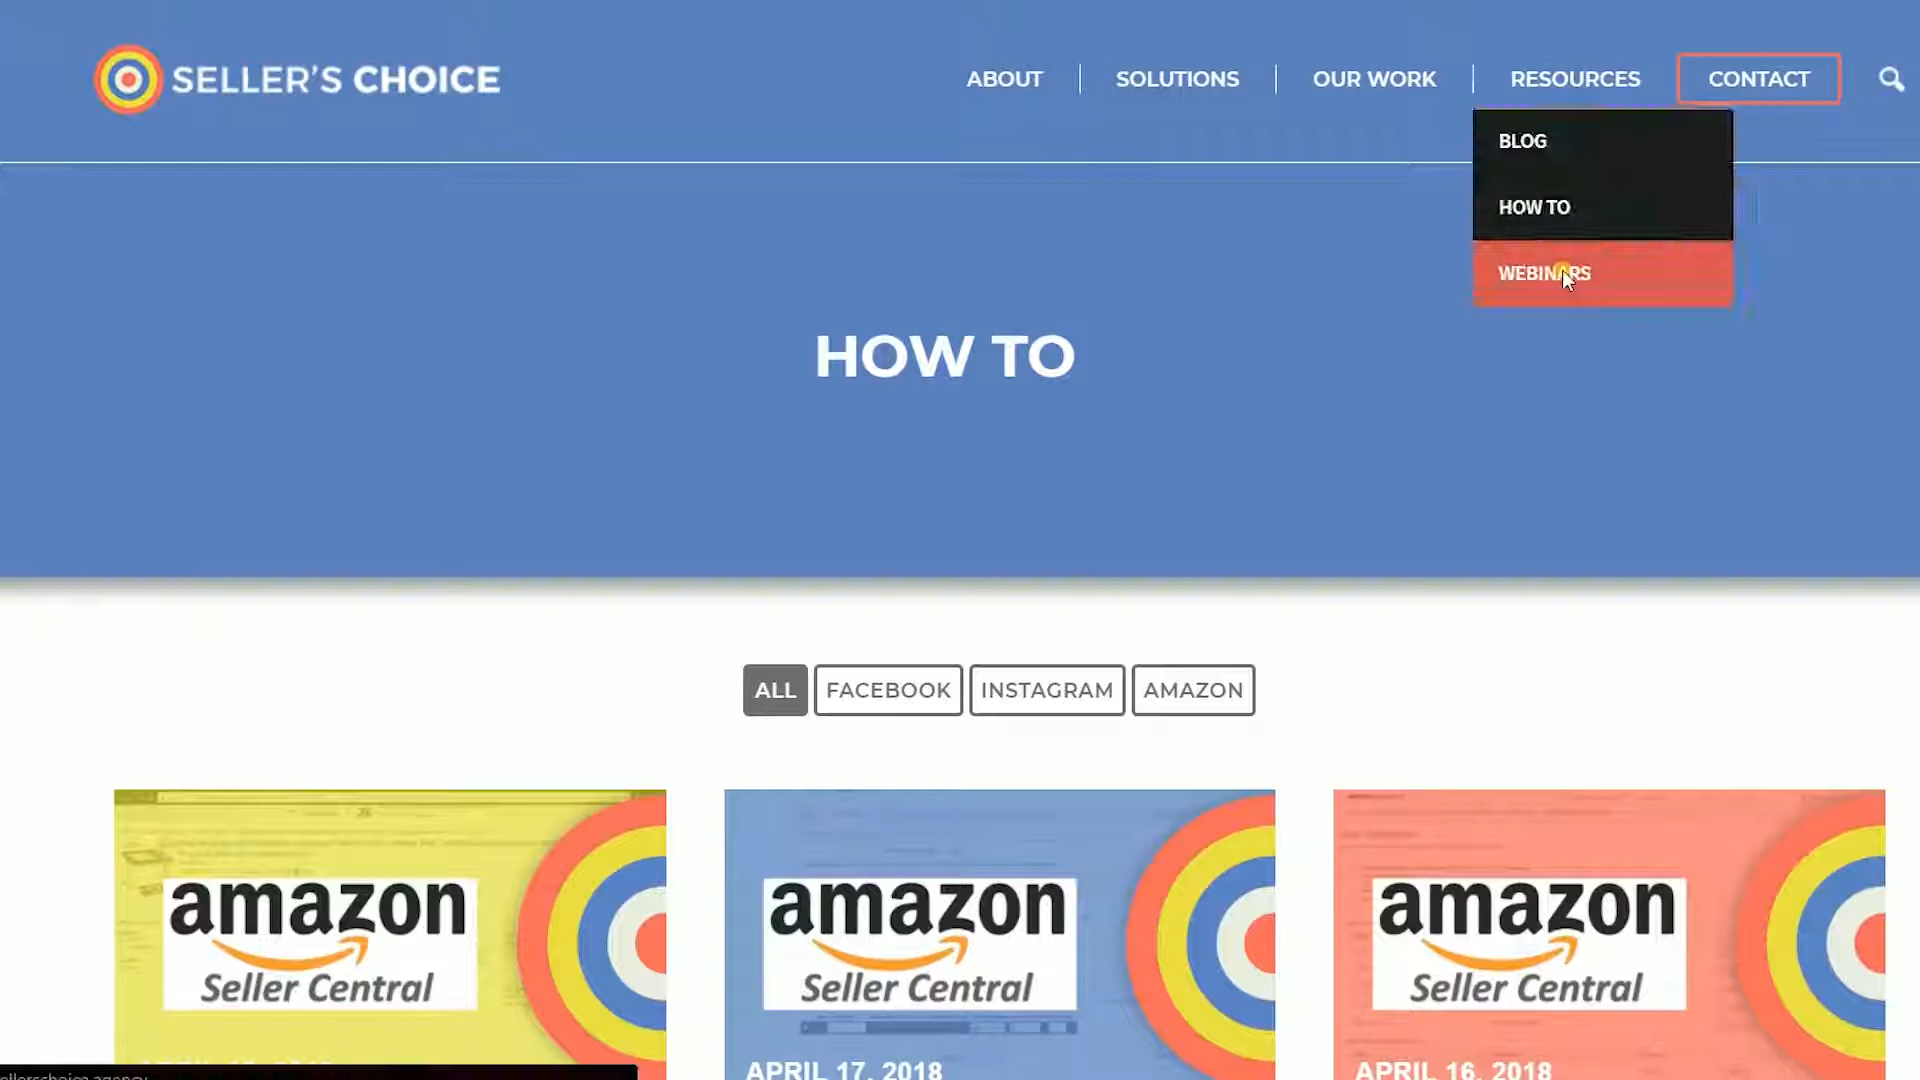 SELLER'S CHOICE
ABOUT
SOLUTIONS
OUR WORK
RESOURCES
CONTACT
BLOG
HOW TO
WEBINARS
HOW TO
ALL
FACEBOOK
INSTAGRAM
AMAZON
amazon
Seller Central
amazon
Seller Central
APRIL 17, 2018
amazon
Seller Central
APRIL 16, 2018